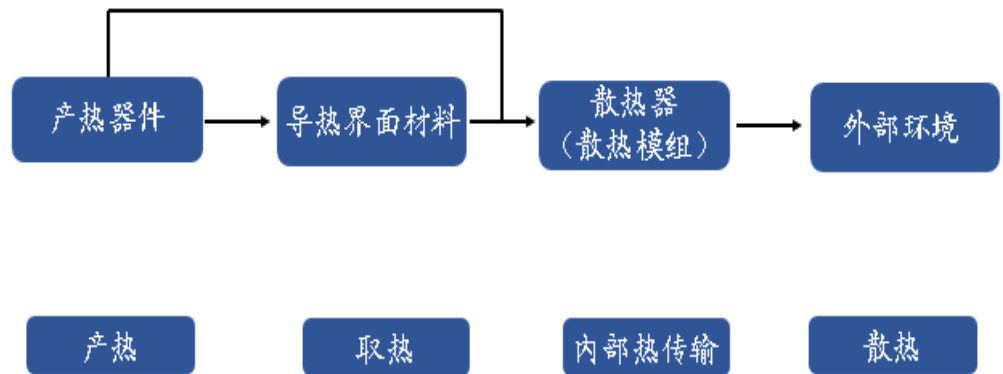 产热器件
导热界面材料
散热器
（散热模组）
外部环境
产热
取热
内部热传输
散热